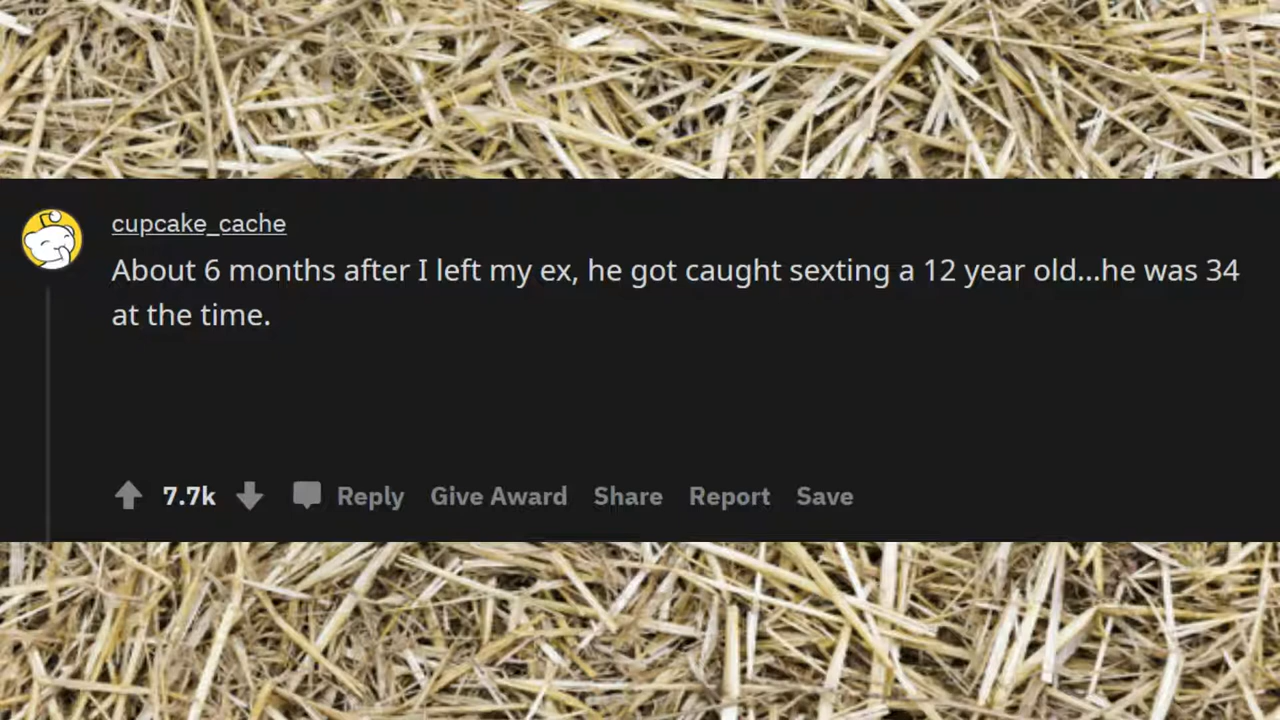 cupcake_cache
About 6 months after I left my ex, he got caught sexting a 12 year old...he was 34
at the time.
7.7k Reply Give Award Share Report Save